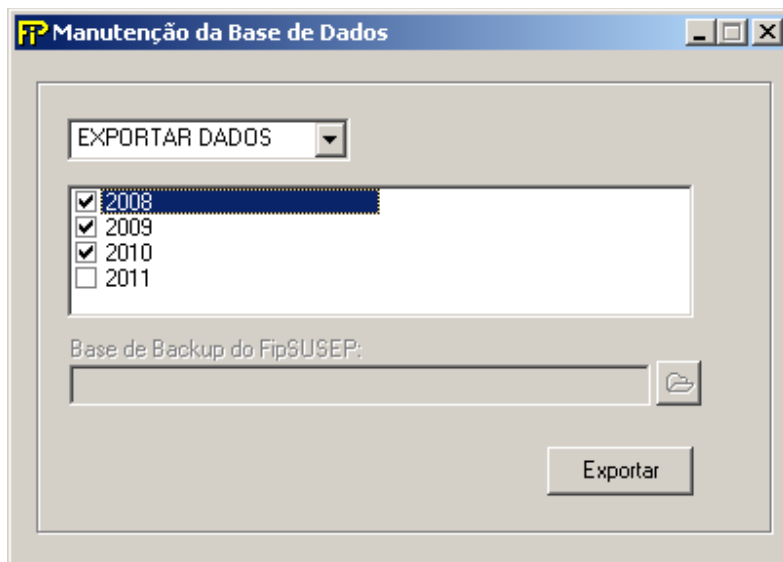 FIP Manutenção da Base de Dados
EXPORTAR DADOS
2008
2009
2010
2011
Base de Backup do FipSUSEP:
Exportar